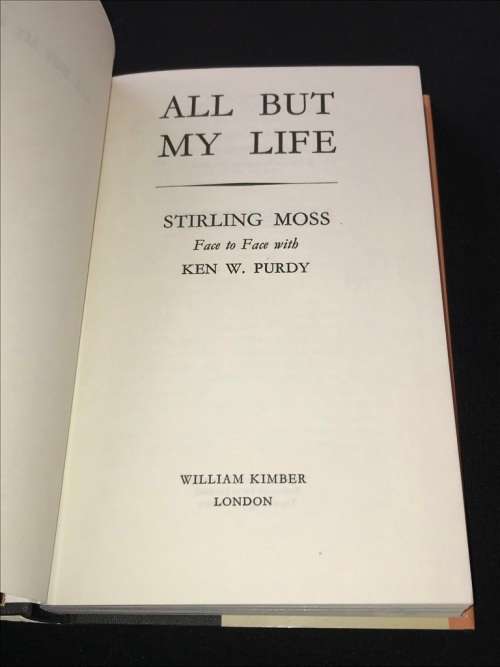 ALL BUT
MY LIFE
STIRLING MOSS
Face to Face with
KEN W. PURDY
WILLIAM KIMBER
LONDON